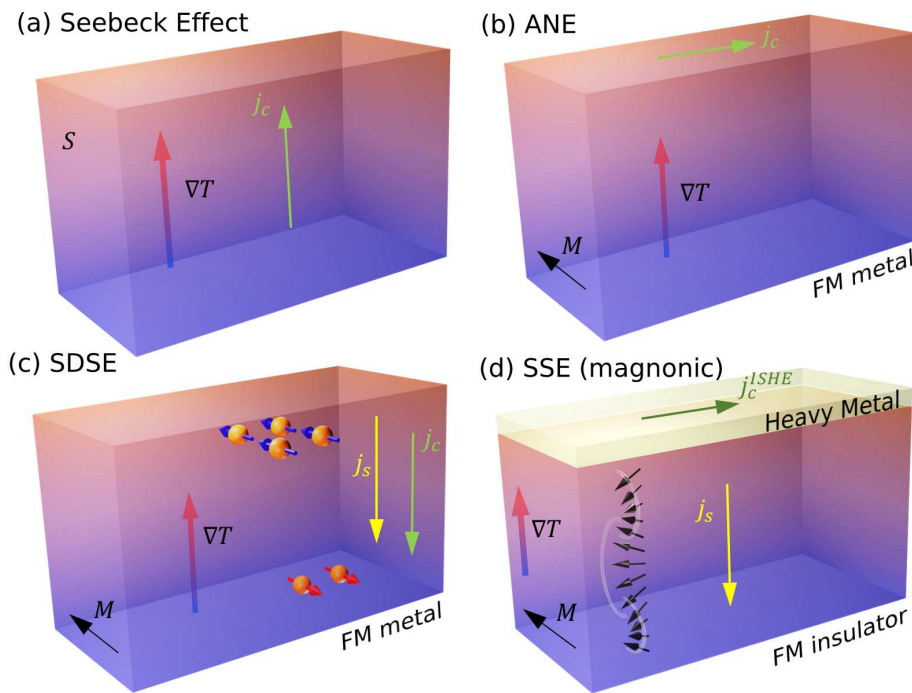 (a) Seebeck Effect
S
∇T
j_c
(b) ANE
j_c
∇T
M
FM metal
(c) SDSE
j_s
j_c
∇T
M
FM metal
(d) SSE (magnonic)
j_c^{ISHE}
Heavy Metal
∇T
j_s
M
FM insulator